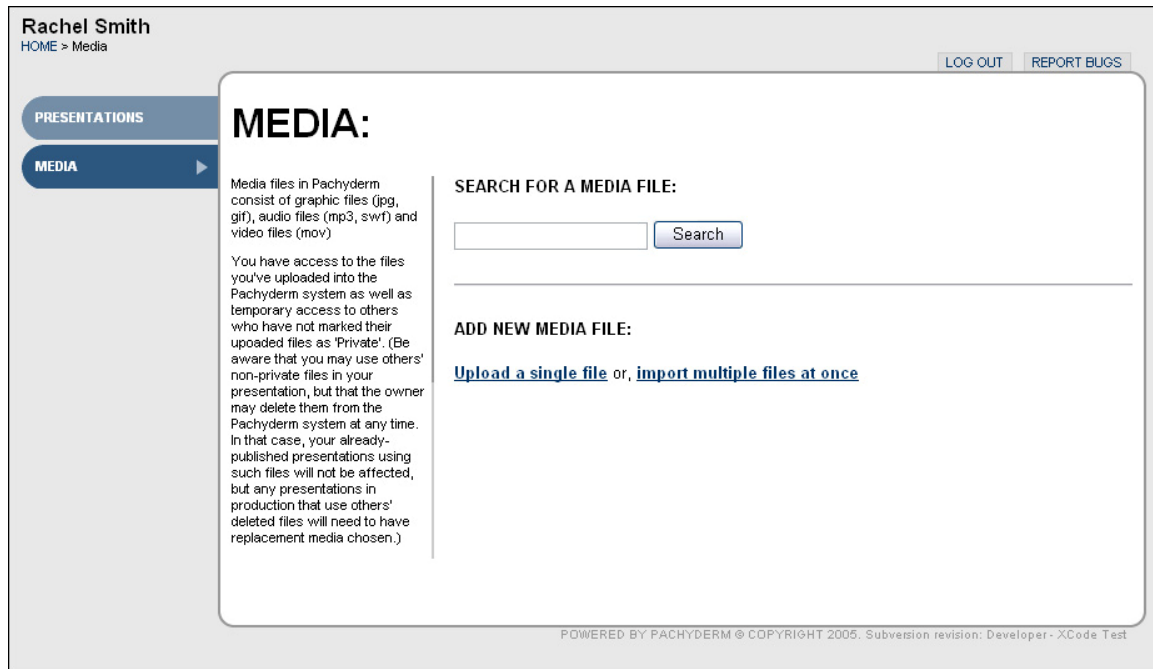 Rachel Smith
HOME > Media
LOG OUT
REPORT BUGS
PRESENTATIONS
MEDIA
MEDIA:
Media files in Pachyderm
consist of graphic files (jpg,
gif), audio files (mp3, swf) and
video files (mov)
You have access to the files
you've uploaded into the
Pachyderm system as well as
temporary access to others
who have not marked their
upoaded files as 'Private'. (Be
aware that you may use others'
non-private files in your
presentation, but that the owner
may delete them from the
Pachyderm system at any time.
In that case, your already-
published presentations using
such files will not be affected,
but any presentations in
production that use others'
deleted files will need to have
replacement media chosen.)
SEARCH FOR A MEDIA FILE:
Search
ADD NEW MEDIA FILE:
Upload a single file or, import multiple files at once
POWERED BY PACHYDERM © COPYRIGHT 2005. Subversion revision: Developer - XCode Test